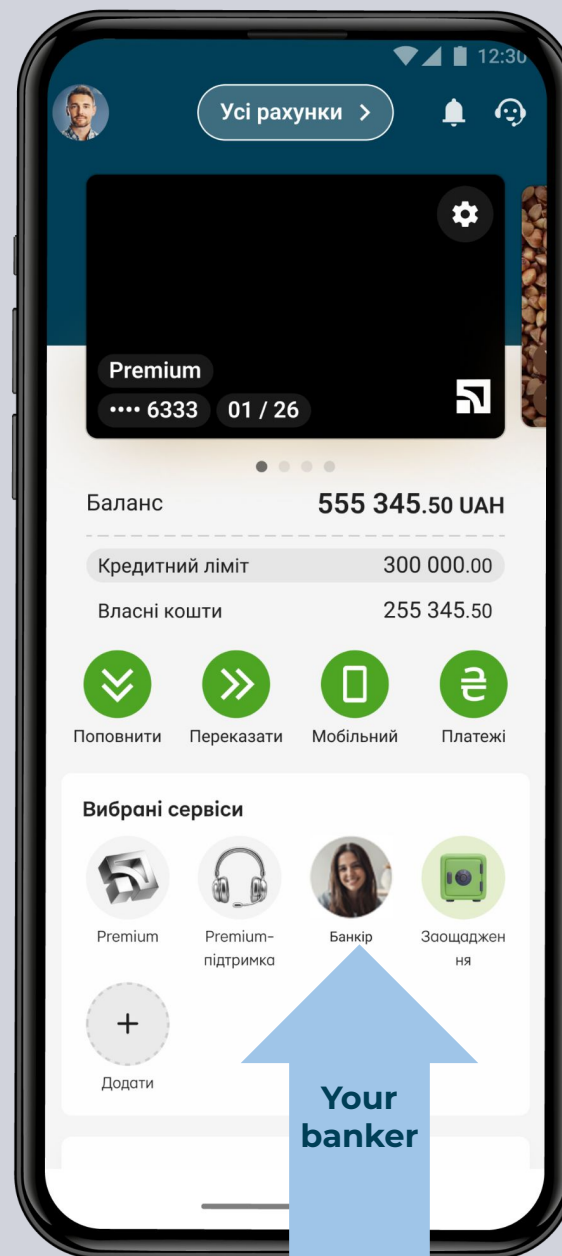 12:30
Усі рахунки >
Premium
•••• 6333 01 / 26
Баланс 555 345.50 UAH
Кредитний ліміт 300 000.00
Власні кошти 255 345.50
Поповнити Переказати Мобільний Платежі
Вибрані сервіси
Premium Premium- Банкір Заощаджен
підтримка ня
Додати
Your
banker